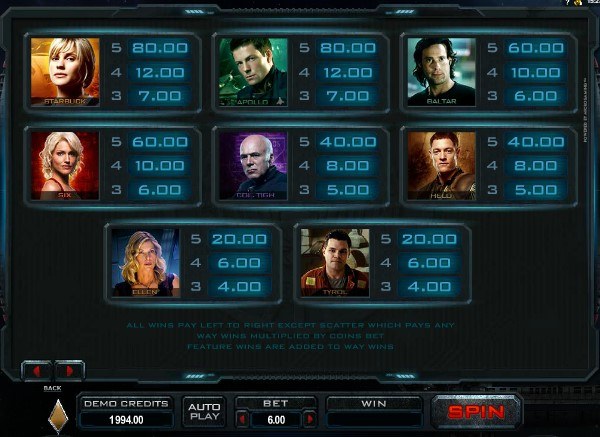 5 80.00 5 80.00 5 60.00
4 12.00 4 12.00 4 10.00
3 7.00 3 7.00 3 6.00
STARBUCK APOLLO BALTAR
5 60.00 5 40.00 5 40.00
4 10.00 4 8.00 4 8.00
3 6.00 3 5.00 3 5.00
SIX COL. TIGH HELO
5 20.00 5 20.00
4 6.00 4 6.00
3 4.00 3 4.00
ELLEN TYROL
ALL WINS PAY LEFT TO RIGHT EXCEPT SCATTER WHICH PAYS ANY
WAY WINS MULTIPLIED BY COINS BET
FEATURE WINS ARE ADDED TO WAY WINS
BACK
DEMO CREDITS
1994.00
AUTO
PLAY
BET
6.00
WIN
SPIN